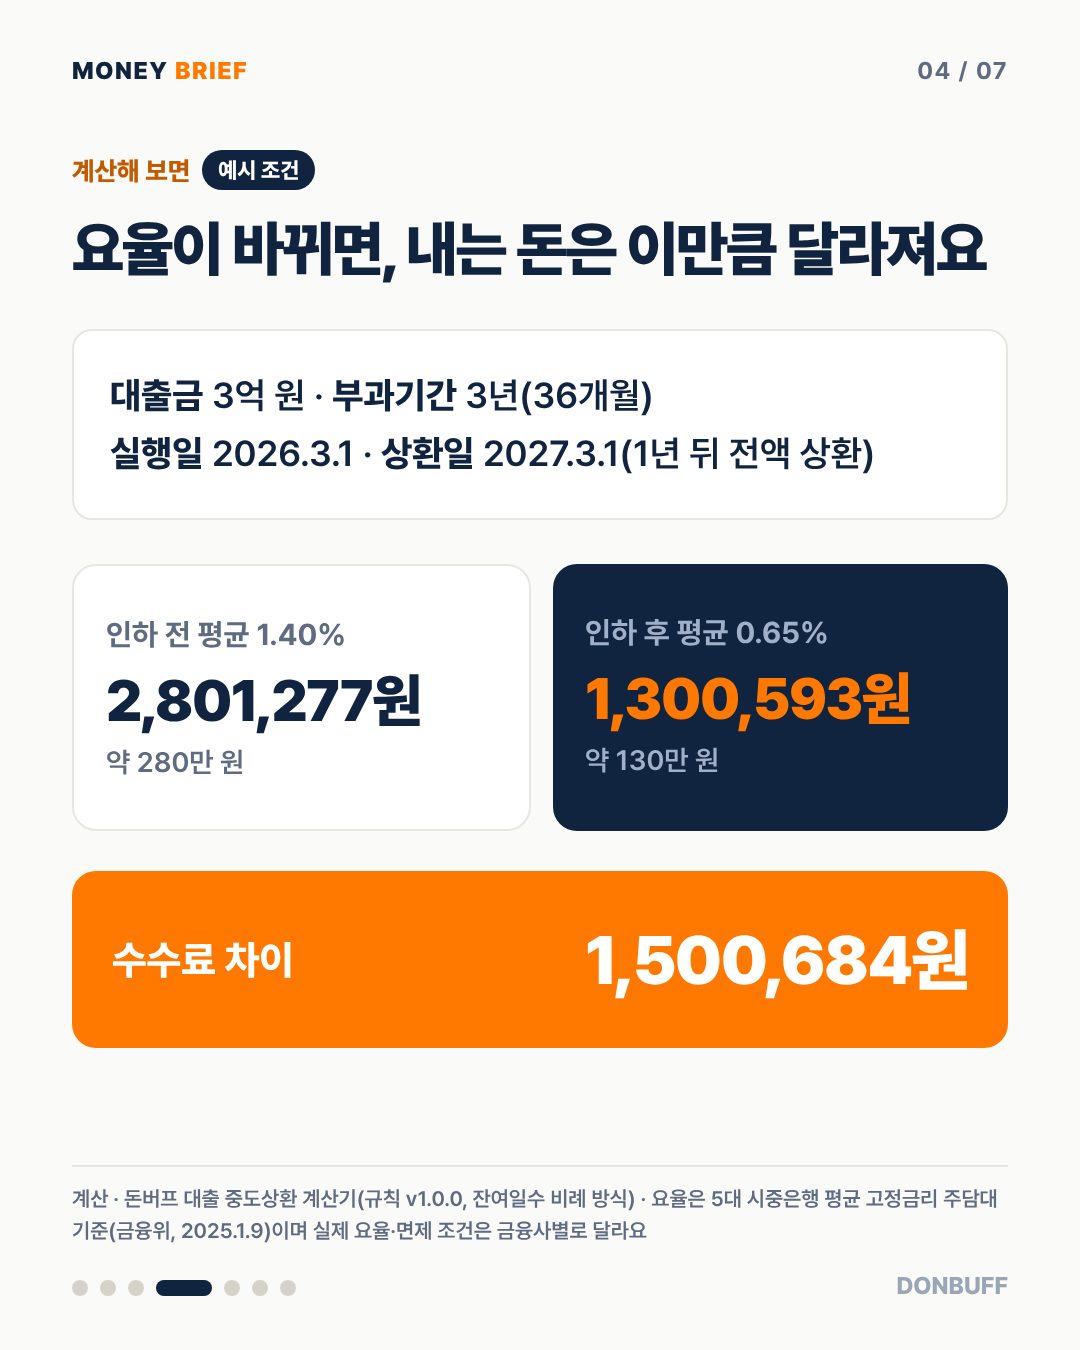 MONEY BRIEF
04 / 07
계산해 보면 예시 조건
요율이 바뀌면, 내는 돈은 이만큼 달라져요
대출금 3억 원 · 부과기간 3년(36개월)
실행일 2026.3.1 · 상환일 2027.3.1(1년 뒤 전액 상환)
인하 전 평균 1.40%
2,801,277원
약 280만 원
인하 후 평균 0.65%
1,300,593원
약 130만 원
수수료 차이
1,500,684원
계산 · 돈버프 대출 중도상환 계산기(규칙 v1.0.0, 잔여일수 비례 방식) · 요율은 5대 시중은행 평균 고정금리 주담대
기준(금융위, 2025.1.9)이며 실제 요율·면제 조건은 금융사별로 달라요
DONBUFF